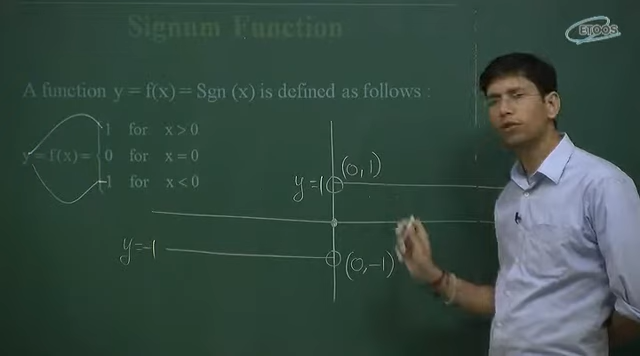 ETOOS
Signum Function
A function y = f(x) = Sgn (x) is defined as follows :
y = f(x) =
1 for x > 0
0 for x = 0
-1 for x < 0
(0, 1)
y = 1
y = -1
(0, -1)